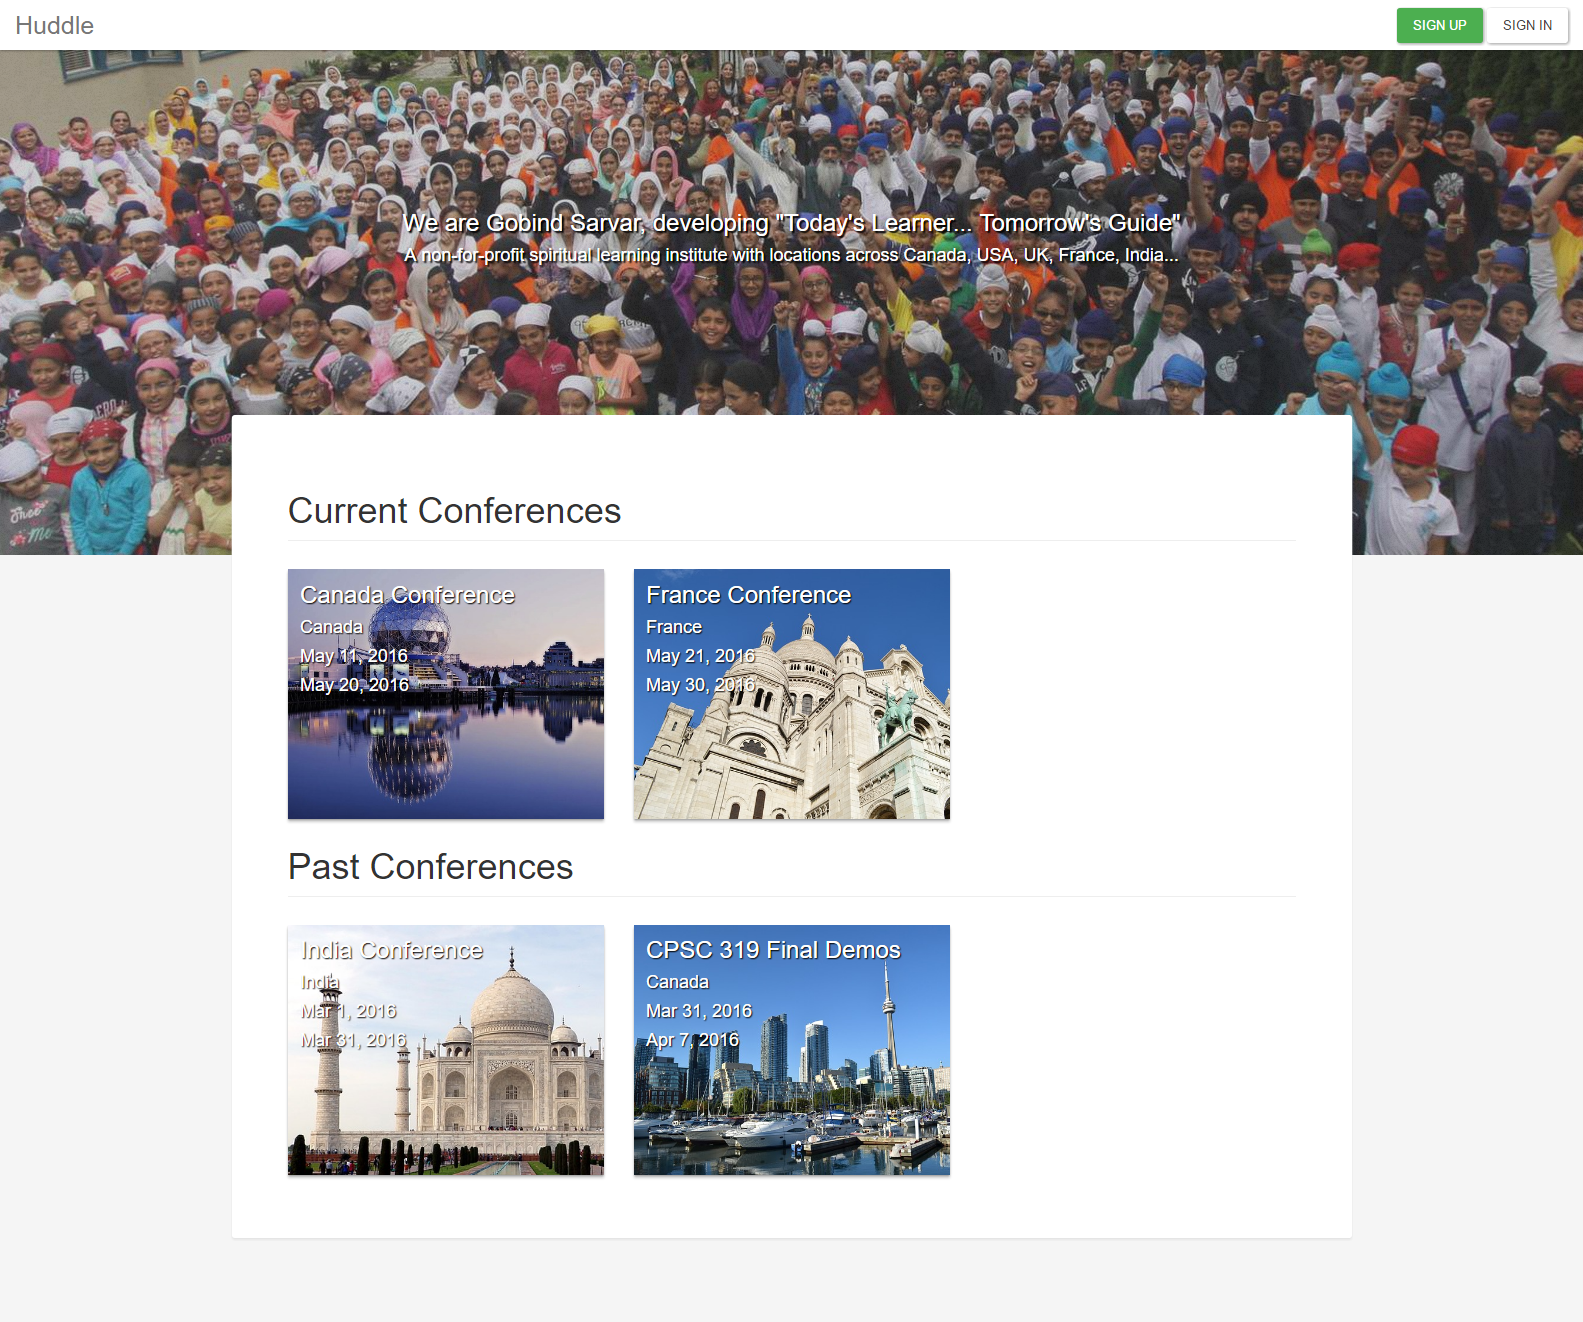 Huddle
SIGN UP
SIGN IN
We are Gobind Sarvar, developing "Today's Learner... Tomorrow's Guide"
A non-for-profit spiritual learning institute with locations across Canada, USA, UK, France, India...
Free
Me
Current Conferences
Canada Conference
Canada
May 11, 2016
May 20, 2016
France Conference
France
May 21, 2016
May 30, 2016
Past Conferences
India Conference
India
Mar 1, 2016
Mar 31, 2016
CPSC 319 Final Demos
Canada
Mar 31, 2016
Apr 7, 2016